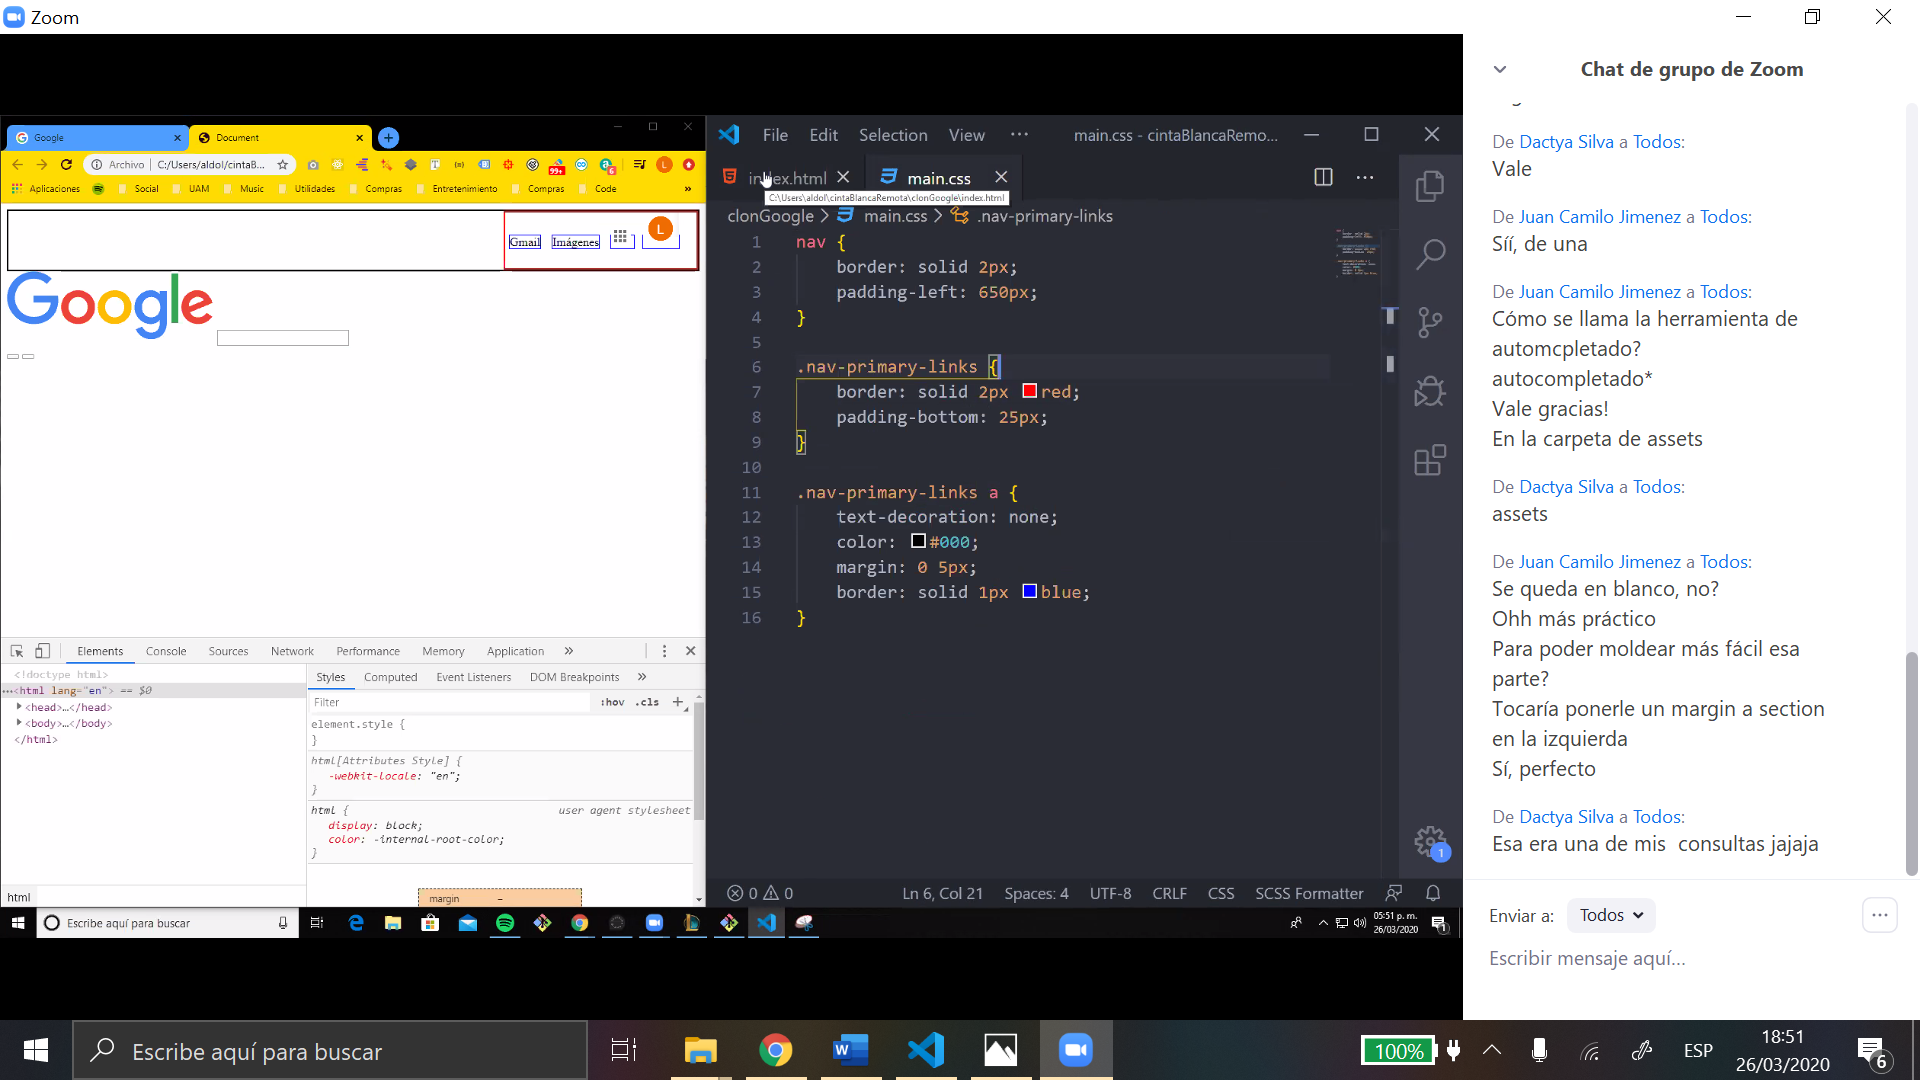 Zoom
Google
Document
Archivo
C:/Users/aldol/cintaB...
99+
6
L
Aplicaciones
Social
UAM
Music
Utilidades
Compartir
Entretenimiento
Compras
Code
»
Gmail
Imágenes
L
Google
Elements
Console
Sources
Network
Performance
Memory
Application
»
<!doctype html>
...<html lang="en"> == $0
<head>…</head>
<body>…</body>
</html>
html
Styles
Computed
Event Listeners
DOM Breakpoints
»
Filter
:hov
.cls
+
element.style {
}
html[Attributes Style] {
-webkit-locale: "en";
}
html {
user agent stylesheet
display: block;
color: -internal-root-color;
}
margin
–
Escribe aquí para buscar
05:51 p. m.
26/03/2020
1
File
Edit
Selection
View
···
main.css - cintaBlancaRemo...
index.html
main.css
C:\Users\aldol\cintaBlancaRemota\clonGoogle\index.html
clonGoogle > main.css > .nav-primary-links
1 nav {
2 border: solid 2px;
3 padding-left: 650px;
4 }
5
6 .nav-primary-links {
7 border: solid 2px red;
8 padding-bottom: 25px;
9 }
10
11 .nav-primary-links a {
12 text-decoration: none;
13 color: #000;
14 margin: 0 5px;
15 border: solid 1px blue;
16 }
1
0
0
Ln 6, Col 21
Spaces: 4
UTF-8
CRLF
CSS
SCSS Formatter
Chat de grupo de Zoom
De Dactya Silva a Todos:
Vale
De Juan Camilo Jimenez a Todos:
Síí, de una
De Juan Camilo Jimenez a Todos:
Cómo se llama la herramienta de
automcpletado?
autocompletado*
Vale gracias!
En la carpeta de assets
De Dactya Silva a Todos:
assets
De Juan Camilo Jimenez a Todos:
Se queda en blanco, no?
Ohh más práctico
Para poder moldear más fácil esa
parte?
Tocaría ponerle un margin a section
en la izquierda
Sí, perfecto
De Dactya Silva a Todos:
Esa era una de mis  consultas jajaja
Enviar a:
Todos
Escribir mensaje aquí...
Escribe aquí para buscar
100%
ESP
18:51
26/03/2020
6